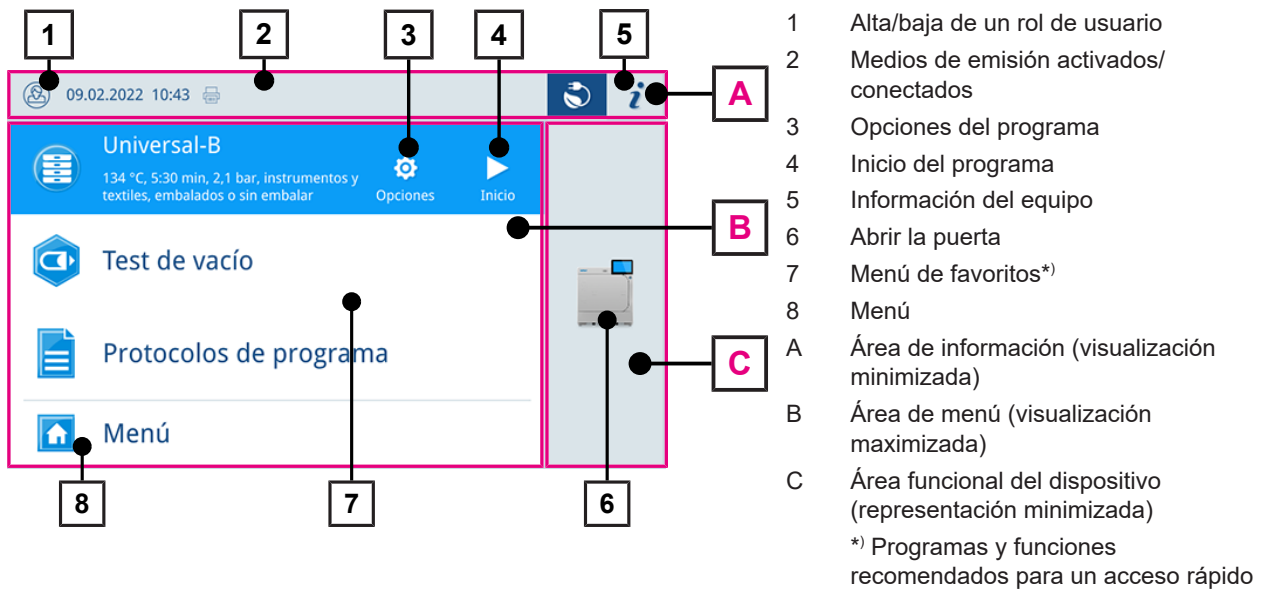 1
2
3
4
5
A
09.02.2022 10:43
i
Universal-B
134 °C, 5:30 min, 2,1 bar, instrumentos y
textiles, embalados o sin embalar
Opciones
Inicio
B
Test de vacío
Protocolos de programa
C
Menú
8
7
6
1 Alta/baja de un rol de usuario
2 Medios de emisión activados/
conectados
3 Opciones del programa
4 Inicio del programa
5 Información del equipo
6 Abrir la puerta
7 Menú de favoritos*)
8 Menú
A Área de información (visualización
minimizada)
B Área de menú (visualización
maximizada)
C Área funcional del dispositivo
(representación minimizada)
*) Programas y funciones
recomendados para un acceso rápido